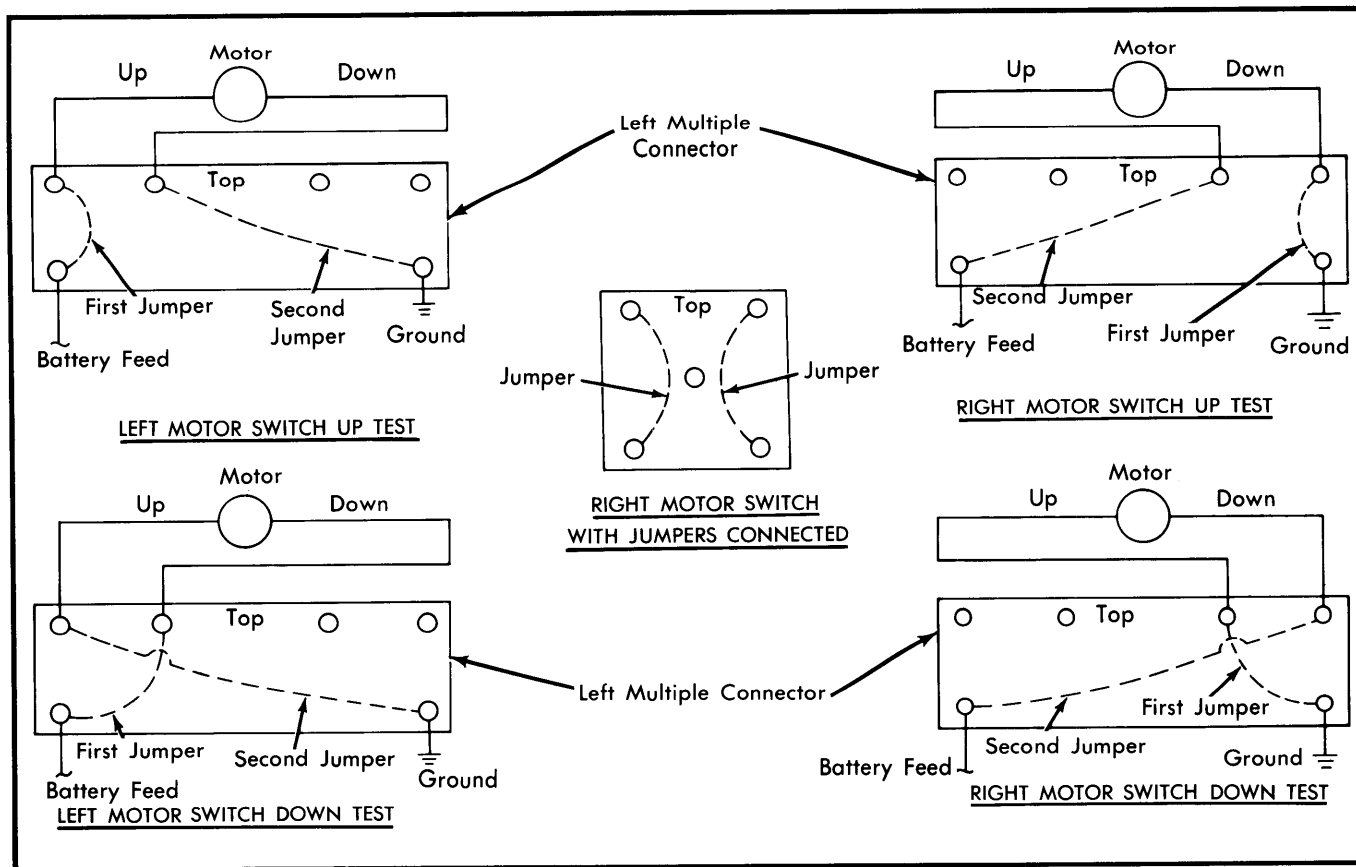 Motor
Up
Down
Top
First Jumper
Second
Jumper
Battery Feed
Ground
LEFT MOTOR SWITCH UP TEST
Left Multiple
Connector
Motor
Up
Down
Top
Second Jumper
First Jumper
Battery Feed
Ground
RIGHT MOTOR SWITCH UP TEST
Top
Jumper
Jumper
RIGHT MOTOR SWITCH
WITH JUMPERS CONNECTED
Motor
Up
Down
Top
First Jumper
Second Jumper
Battery Feed
Ground
LEFT MOTOR SWITCH DOWN TEST
Left Multiple Connector
Motor
Up
Down
Top
First Jumper
Second Jumper
Battery Feed
Ground
RIGHT MOTOR SWITCH DOWN TEST